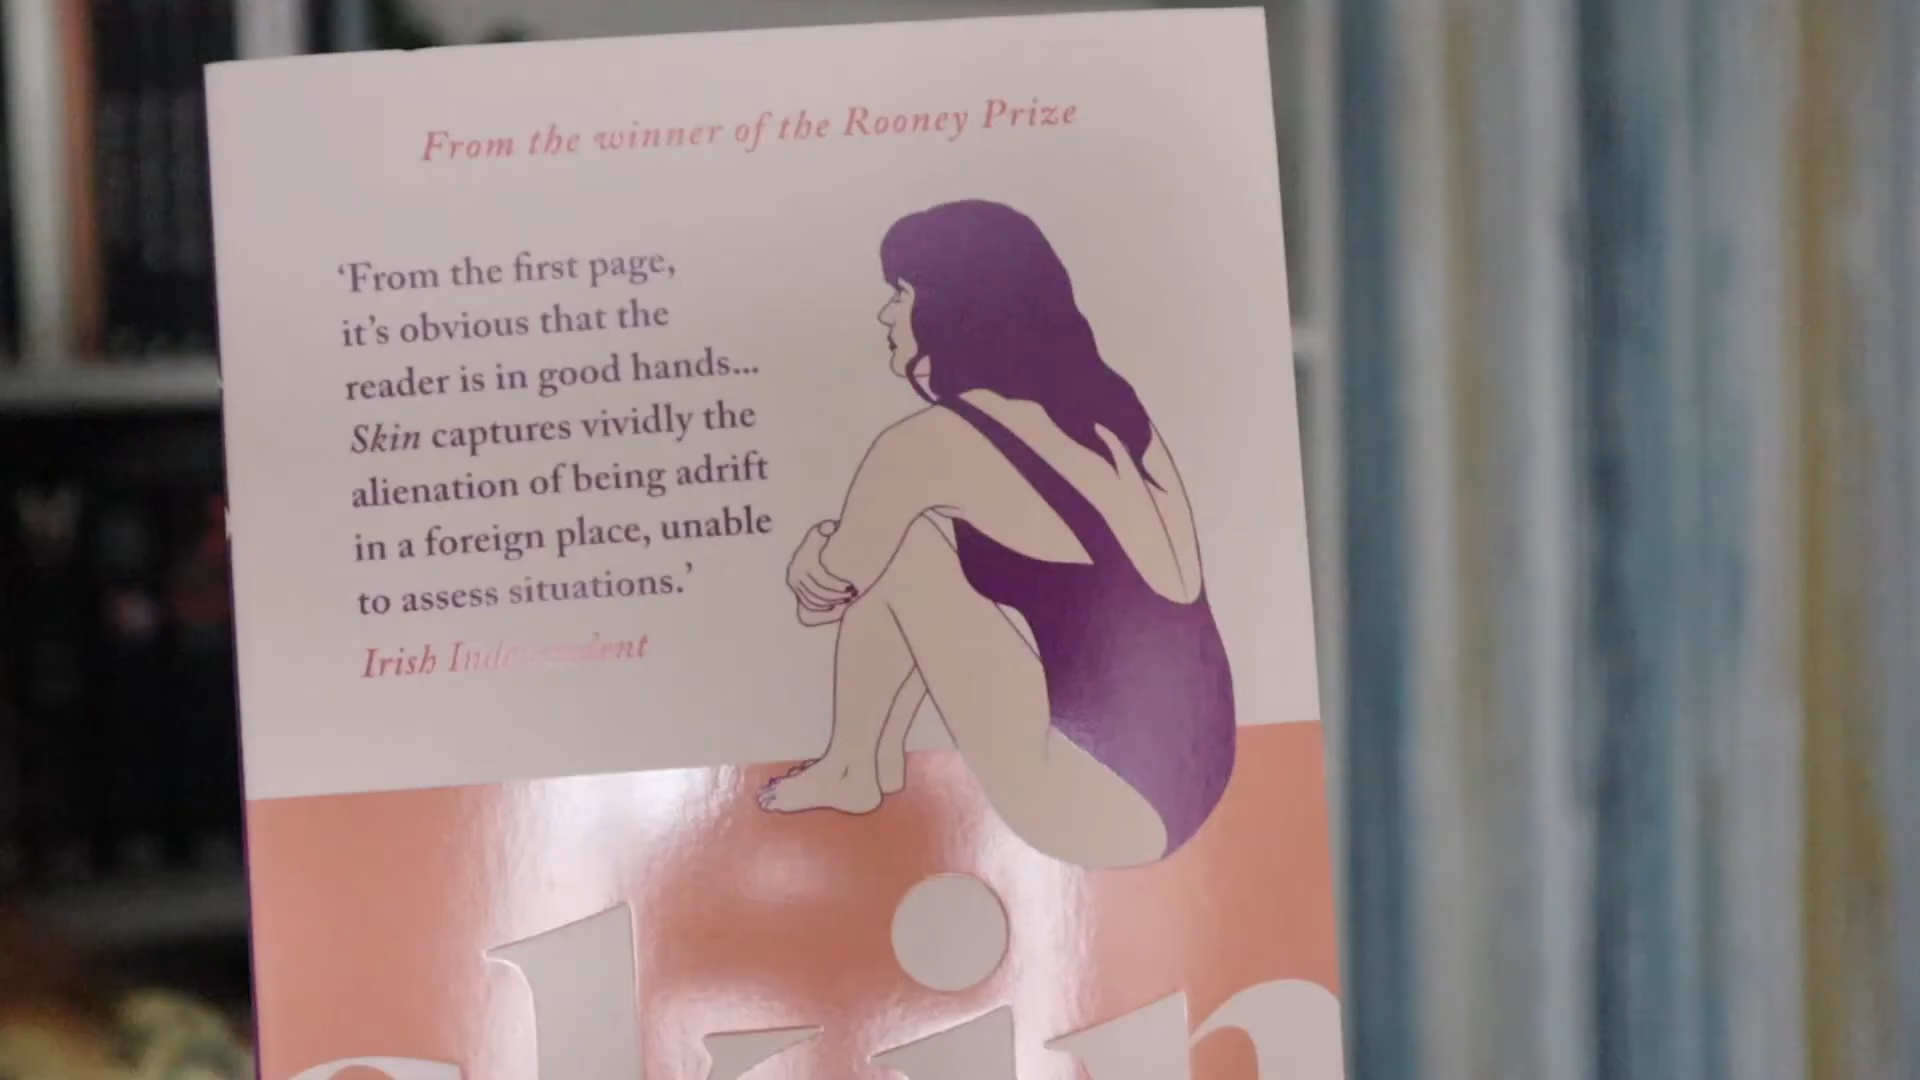 From the winner of the Rooney Prize
‘From the first page,
it’s obvious that the
reader is in good hands...
Skin captures vividly the
alienation of being adrift
in a foreign place, unable
to assess situations.’
Irish Independent
skin